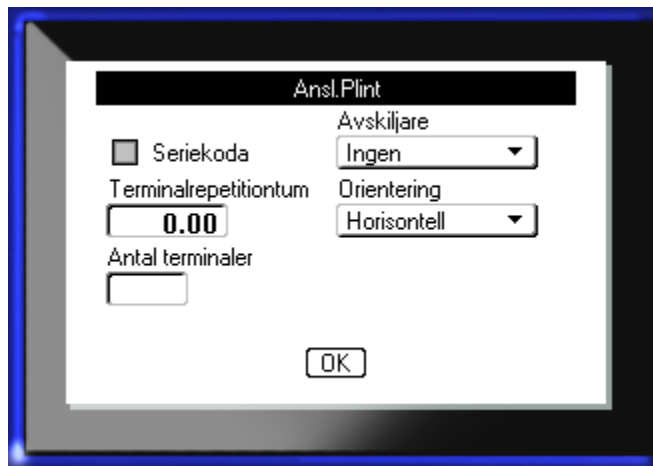 Ansl.Plint
Avskiljare
Seriekoda
Ingen
Terminalrepetitiontum
Orientering
0.00
Horisontell
Antal terminaler
OK